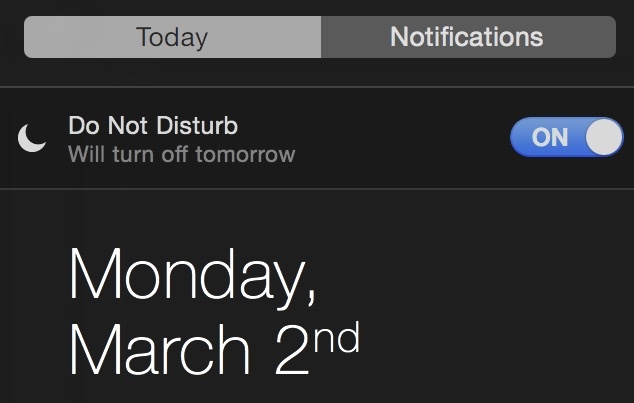 Today
Notifications
Do Not Disturb
ON
Will turn off tomorrow
Monday,
March 2nd